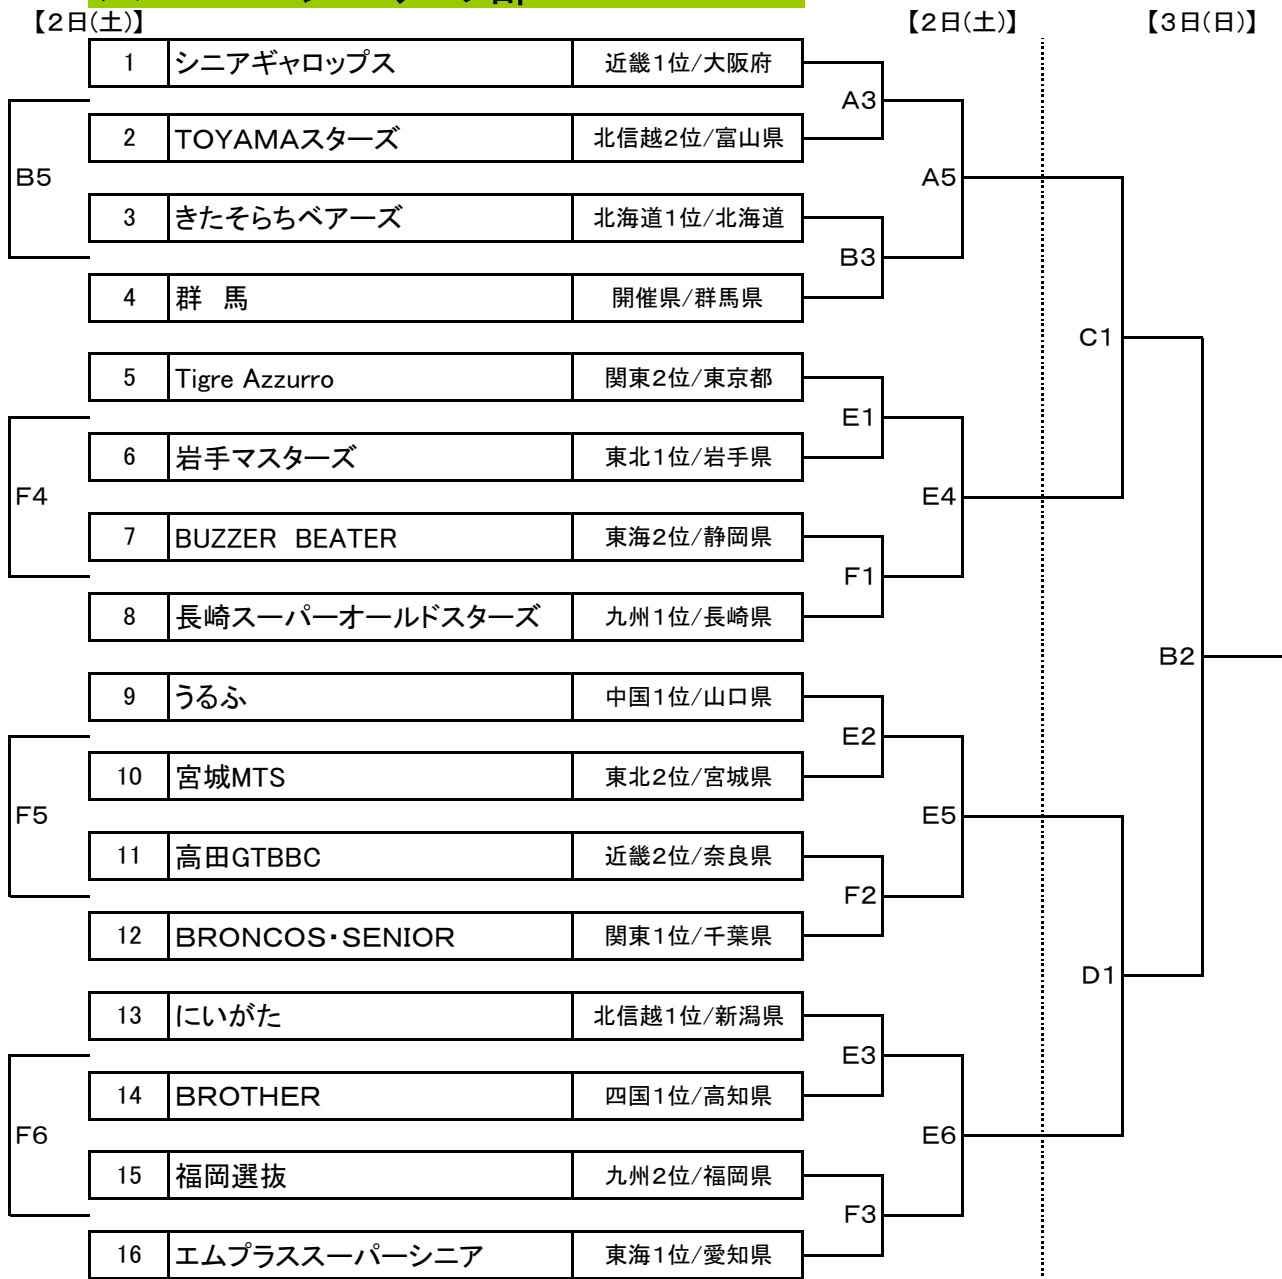 【２日(土)】 【２日(土)】 【３日(日)】
1 シニアギャロップス 近畿１位/大阪府
A3
2 TOYAMAスターズ 北信越２位/富山県
B5 A5
3 きたそらちベアーズ 北海道１位/北海道
B3
4 群　馬 開催県/群馬県
C1
5 Tigre Azzurro 関東２位/東京都
E1
6 岩手マスターズ 東北１位/岩手県
F4 E4
7 BUZZER　BEATER 東海２位/静岡県
F1
8 長崎スーパーオールドスターズ 九州１位/長崎県
B2
9 うるふ 中国１位/山口県
E2
10 宮城MTS 東北２位/宮城県
F5 E5
11 高田GTBBC 近畿２位/奈良県
F2
12 ＢＲＯＮＣＯＳ・ＳＥＮＩＯＲ 関東１位/千葉県
D1
13 にいがた 北信越１位/新潟県
E3
14 ＢＲＯＴＨＥＲ 四国１位/高知県
F6 E6
15 福岡選抜 九州２位/福岡県
F3
16 エムプラススーパーシニア 東海１位/愛知県